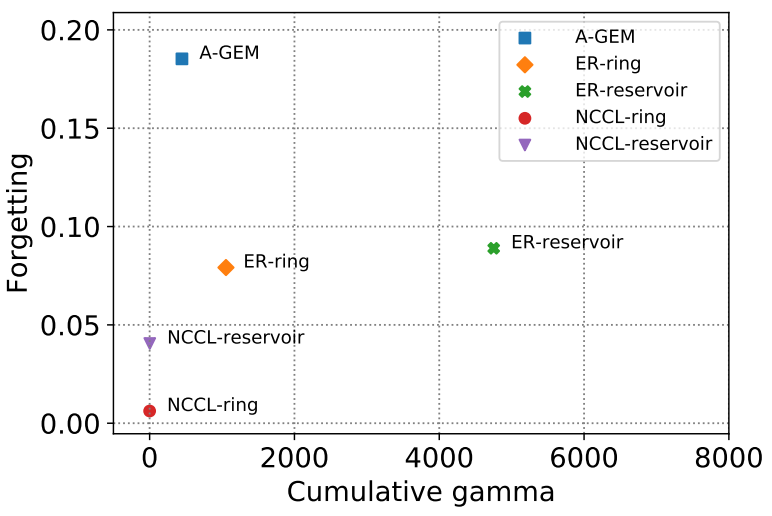 0.20
0.15
0.10
0.05
0.00
Forgetting
A-GEM
ER-ring
ER-reservoir
NCCL-reservoir
NCCL-ring
A-GEM
ER-ring
ER-reservoir
NCCL-ring
NCCL-reservoir
0 2000 4000 6000 8000
Cumulative gamma